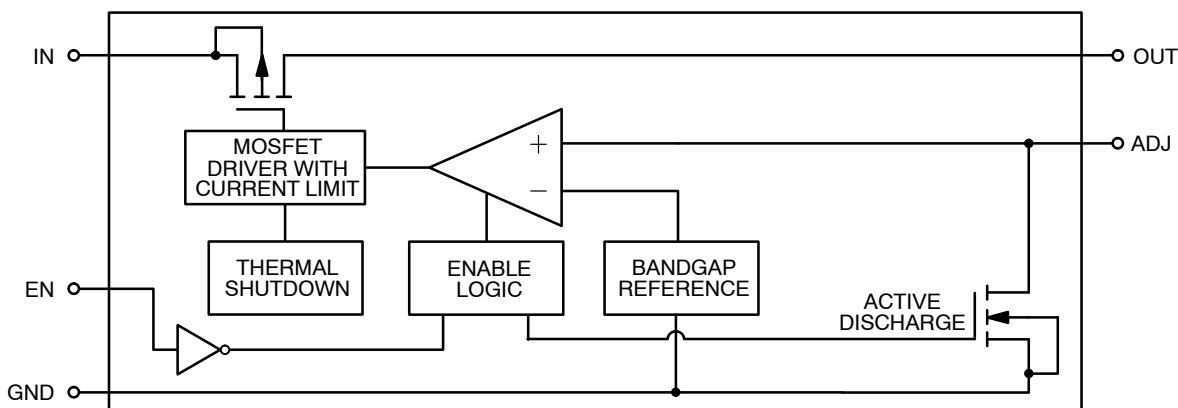 IN
OUT
MOSFET
DRIVER WITH
CURRENT LIMIT
+
−
ADJ
THERMAL
SHUTDOWN
ENABLE
LOGIC
BANDGAP
REFERENCE
EN
ACTIVE
DISCHARGE
GND